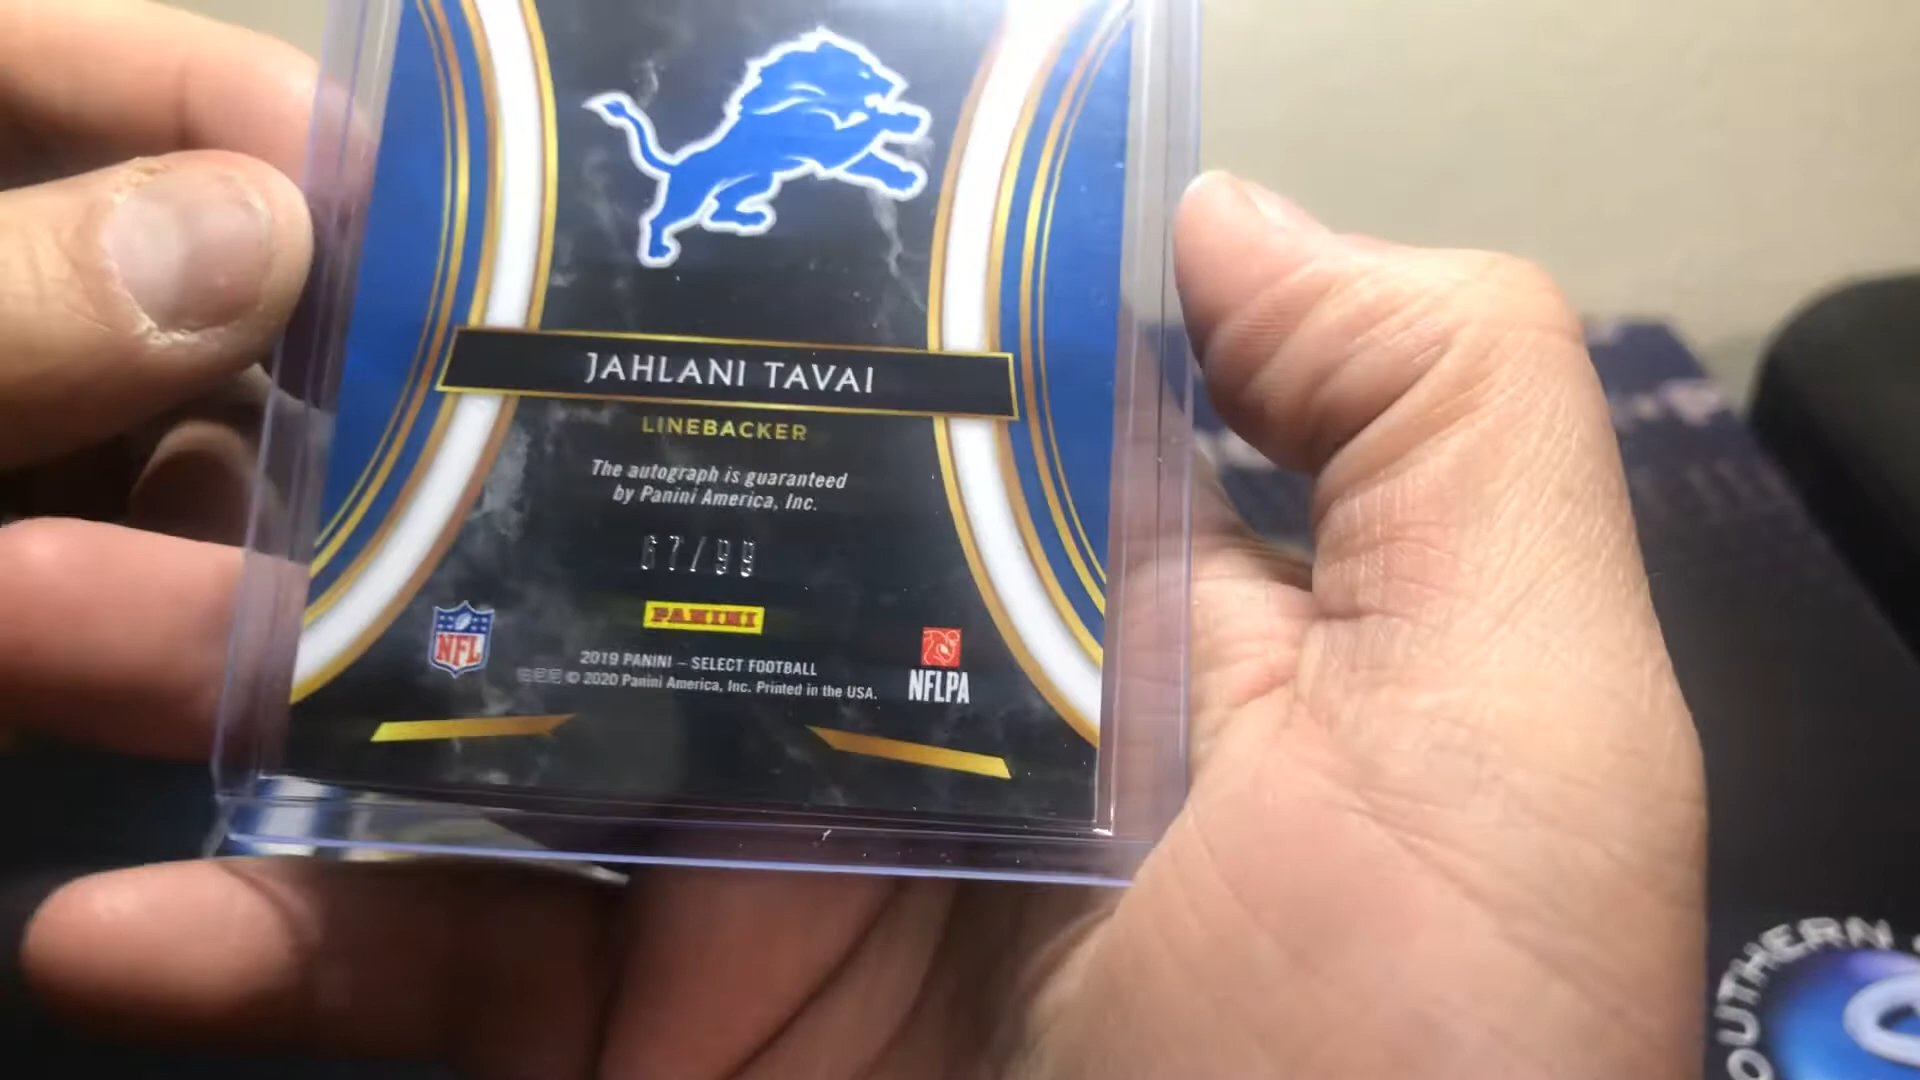 JAHLANI TAVAI
LINEBACKER
The autograph is guaranteed
by Panini America, Inc.
67/99
PANINI
NFL
2019 PANINI – SELECT FOOTBALL
© 2020 Panini America, Inc. Printed in the USA.
NFLPA
OUTHERN